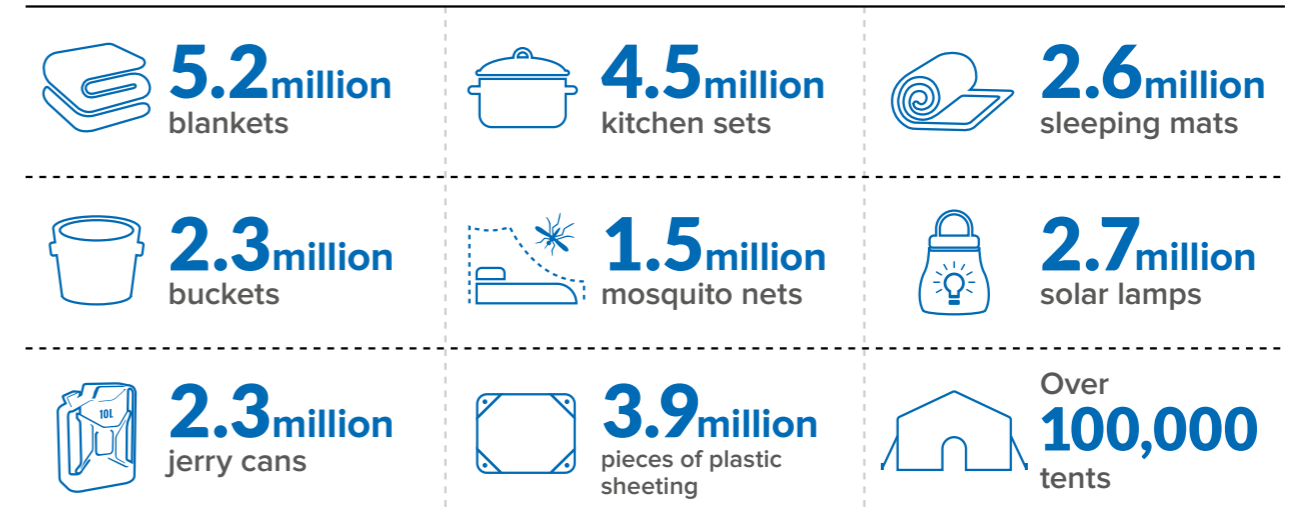 5.2million
blankets
4.5million
kitchen sets
2.6million
sleeping mats
2.3million
buckets
1.5million
mosquito nets
2.7million
solar lamps
10L
2.3million
jerry cans
3.9million
pieces of plastic
sheeting
Over
100,000
tents